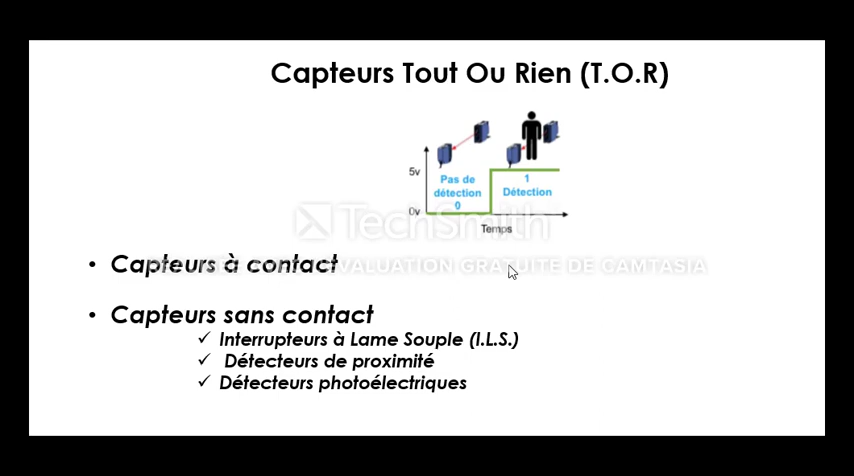 Capteurs Tout Ou Rien (T.O.R)
5v
Pas de
détection
0
1
Détection
0v
Temps
TechSmith
• Capteurs à contact
ÉVALUATION GRATUITE DE CAMTASIA
• Capteurs sans contact
✓ Interrupteurs à Lame Souple (I.L.S.)
✓ Détecteurs de proximité
✓ Détecteurs photoélectriques